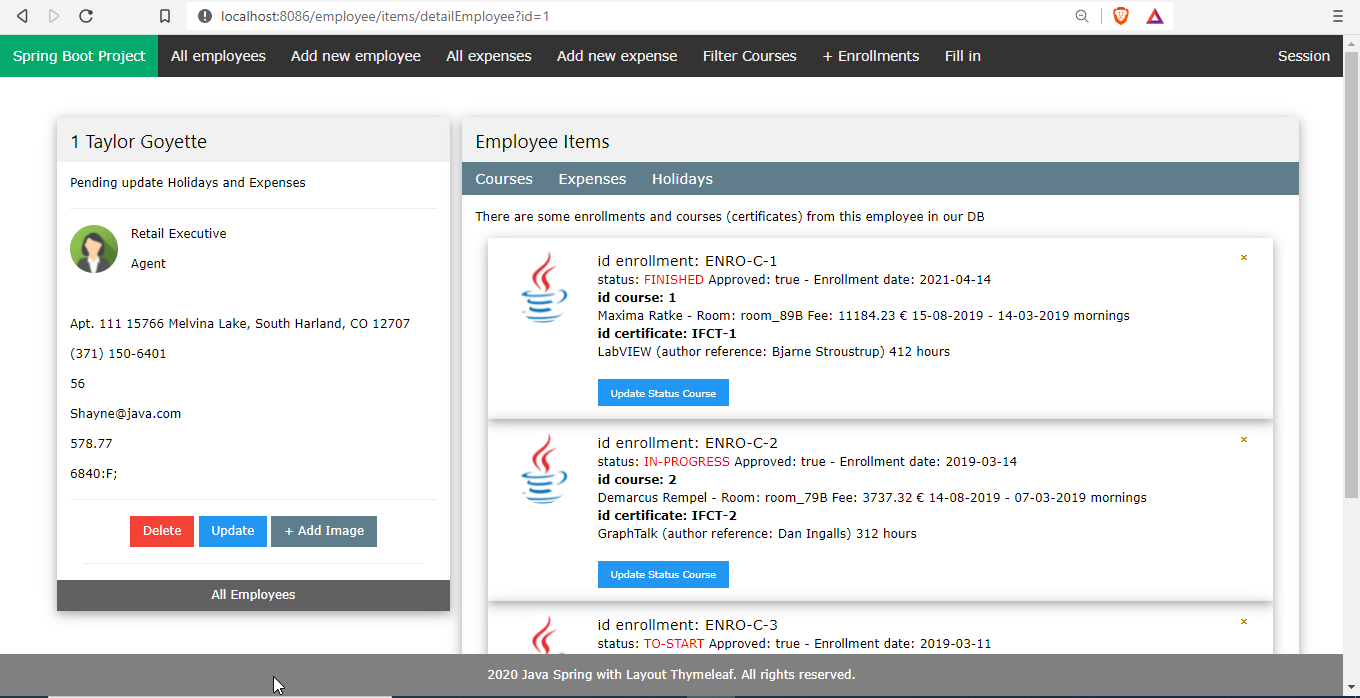 localhost:8086/employee/items/detailEmployee?id=1
Spring Boot Project All employees Add new employee All expenses Add new expense Filter Courses + Enrollments Fill in Session
1 Taylor Goyette
Pending update Holidays and Expenses
Retail Executive
Agent
Apt. 111 15766 Melvina Lake, South Harland, CO 12707
(371) 150-6401
56
Shayne@java.com
578.77
6840:F;
Delete Update + Add Image
All Employees
Employee Items
Courses Expenses Holidays
There are some enrollments and courses (certificates) from this employee in our DB
id enrollment: ENRO-C-1 ×
status: FINISHED Approved: true - Enrollment date: 2021-04-14
id course: 1
Maxima Ratke - Room: room_89B Fee: 11184.23 € 15-08-2019 - 14-03-2019 mornings
id certificate: IFCT-1
LabVIEW (author reference: Bjarne Stroustrup) 412 hours
Update Status Course
id enrollment: ENRO-C-2 ×
status: IN-PROGRESS Approved: true - Enrollment date: 2019-03-14
id course: 2
Demarcus Rempel - Room: room_79B Fee: 3737.32 € 14-08-2019 - 07-03-2019 mornings
id certificate: IFCT-2
GraphTalk (author reference: Dan Ingalls) 312 hours
Update Status Course
id enrollment: ENRO-C-3 ×
status: TO-START Approved: true - Enrollment date: 2019-03-11
2020 Java Spring with Layout Thymeleaf. All rights reserved.